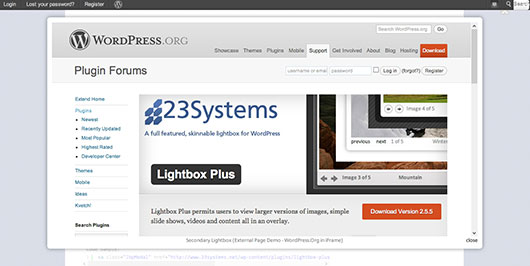 Login Lost your password? Register
Search WordPress.org Go
WORDPRESS.ORG
Showcase Themes Plugins Mobile Support Get Involved About Blog Hosting Download
Plugin Forums
username or email password Log in (forgot?) Register
Extend Home
Plugins
Newest
Recently Updated
Most Popular
Highest Rated
Developer Center
Themes
Mobile
Ideas
Kvetch!
Search Plugins
23Systems
A full featured, skinnable lightbox for WordPress
Lightbox Plus
Image 4 of 5
previous next 1 of 5
Image 3 of 5 Mountain
Lightbox Plus permits users to view larger versions of images, simple
slide shows, videos and content all in an overlay.
Download Version 2.5.5
Secondary Lightbox (External Page Demo - WordPress.Org in iFrame)
close